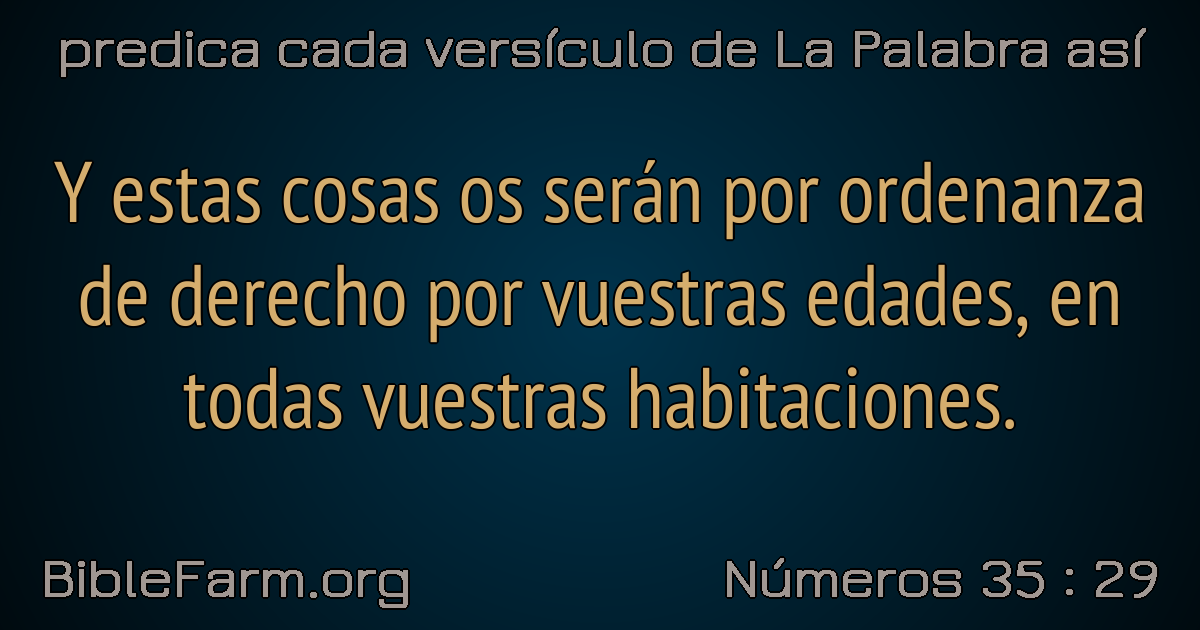 predica cada versículo de La Palabra así
Y estas cosas os serán por ordenanza
de derecho por vuestras edades, en
todas vuestras habitaciones.
BibleFarm.org
Números 35 : 29